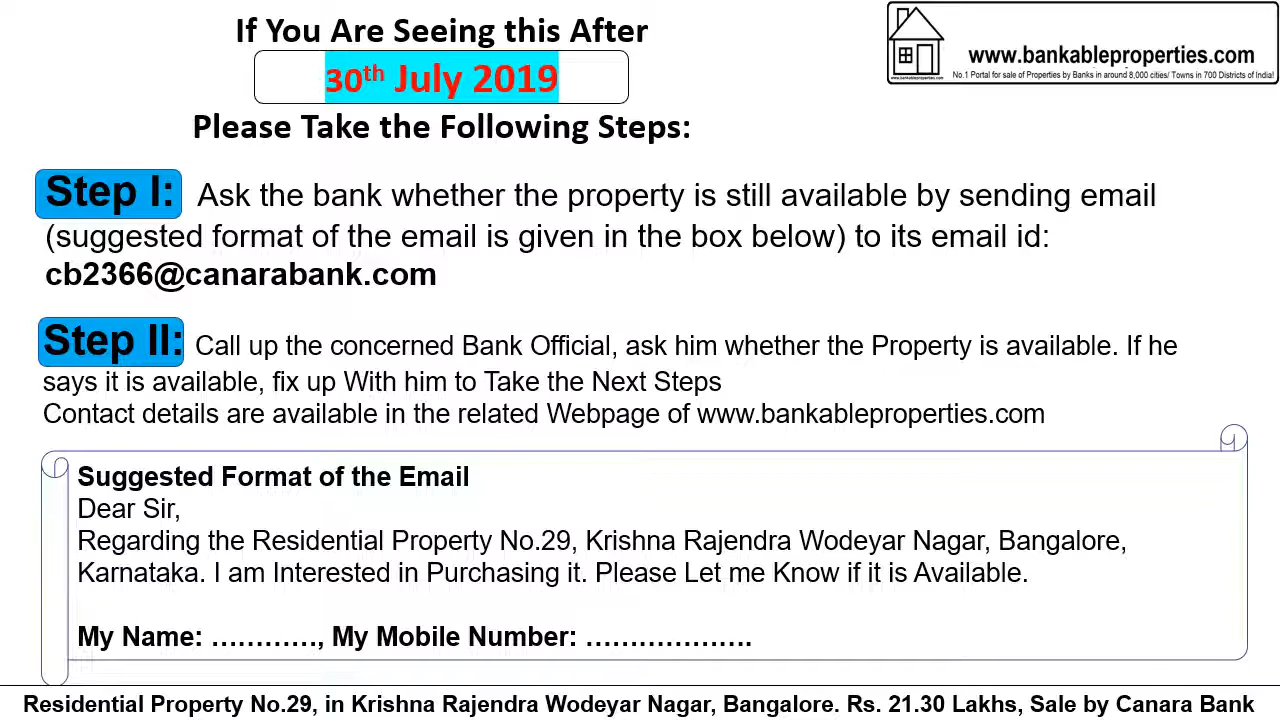 If You Are Seeing this After
30th July 2019
Please Take the Following Steps:
www.bankableproperties.com
No.1 Portal for sale of Properties by Banks in around 8,000 cities/ Towns in 700 Districts of India!
www.bankableproperties.com
Step I: Ask the bank whether the property is still available by sending email
(suggested format of the email is given in the box below) to its email id:
cb2366@canarabank.com
Step II: Call up the concerned Bank Official, ask him whether the Property is available. If he
says it is available, fix up With him to Take the Next Steps
Contact details are available in the related Webpage of www.bankableproperties.com
Suggested Format of the Email
Dear Sir,
Regarding the Residential Property No.29, Krishna Rajendra Wodeyar Nagar, Bangalore,
Karnataka. I am Interested in Purchasing it. Please Let me Know if it is Available.
My Name: …………, My Mobile Number: ……………….
Residential Property No.29, in Krishna Rajendra Wodeyar Nagar, Bangalore. Rs. 21.30 Lakhs, Sale by Canara Bank